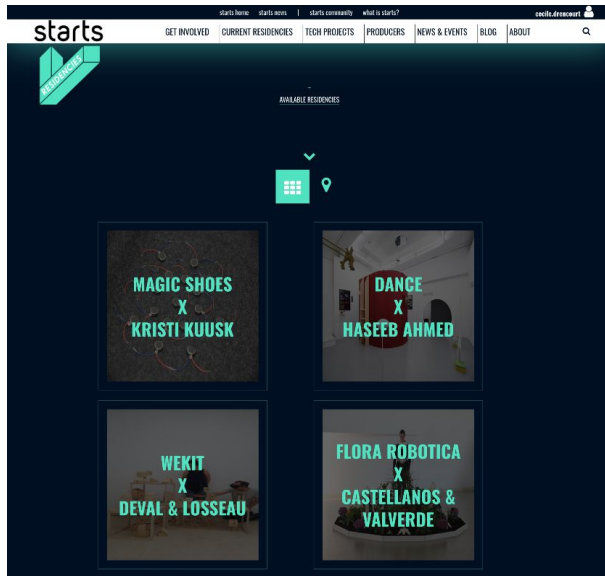 starts home starts news | starts community what is starts?
cecile.drencourt
starts
GET INVOLVED CURRENT RESIDENCIES TECH PROJECTS PRODUCERS NEWS & EVENTS BLOG ABOUT
RESIDENCIES
–
AVAILABLE RESIDENCIES
MAGIC SHOES
X
KRISTI KUUSK
DANCE
X
HASEEB AHMED
WEKIT
X
DEVAL & LOSSEAU
FLORA ROBOTICA
X
CASTELLANOS &
VALVERDE